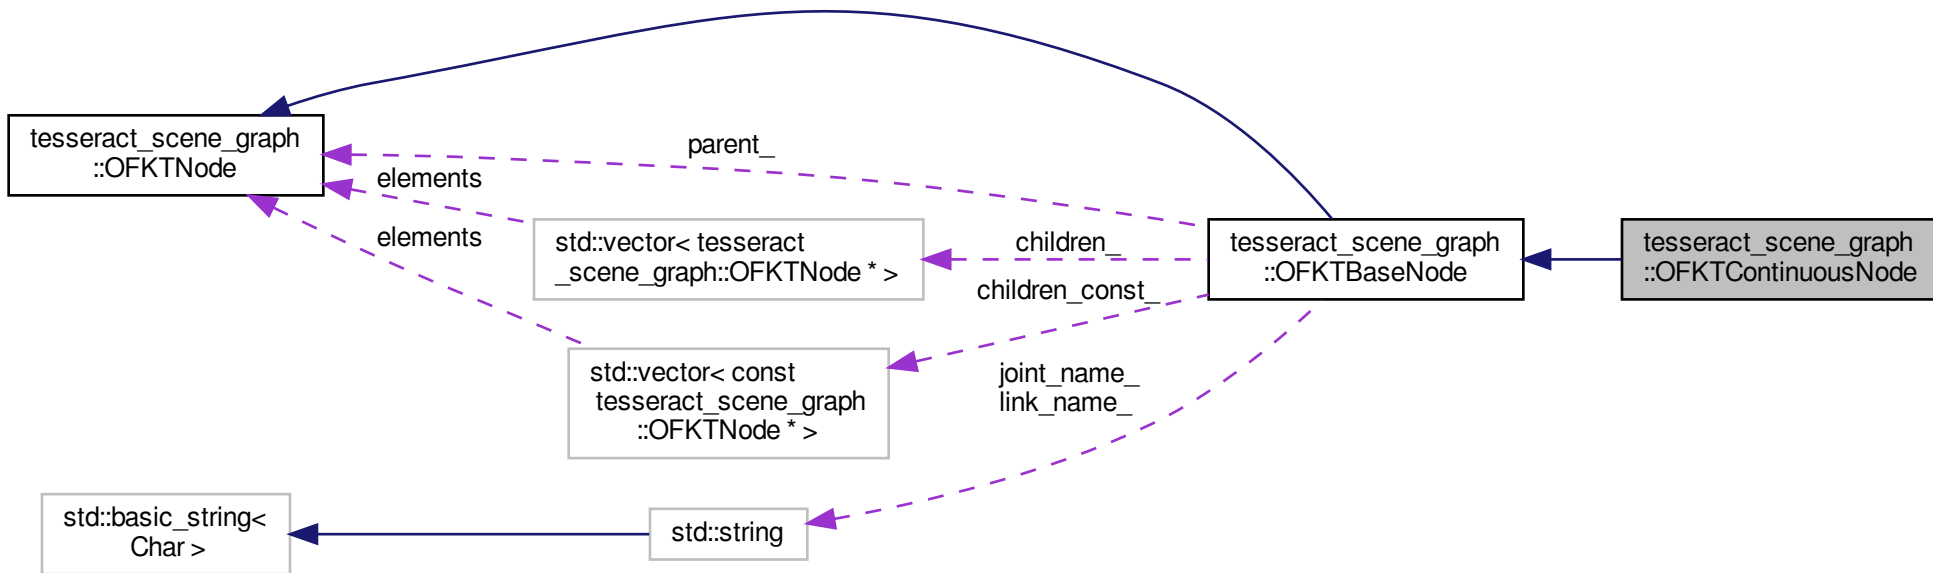 tesseract_scene_graph
::OFKTNode
parent_
elements
elements
std::vector< tesseract
_scene_graph::OFKTNode * >
children_
children_const_
tesseract_scene_graph
::OFKTBaseNode
tesseract_scene_graph
::OFKTContinuousNode
std::vector< const
tesseract_scene_graph
::OFKTNode * >
joint_name_
link_name_
std::basic_string<
Char >
std::string